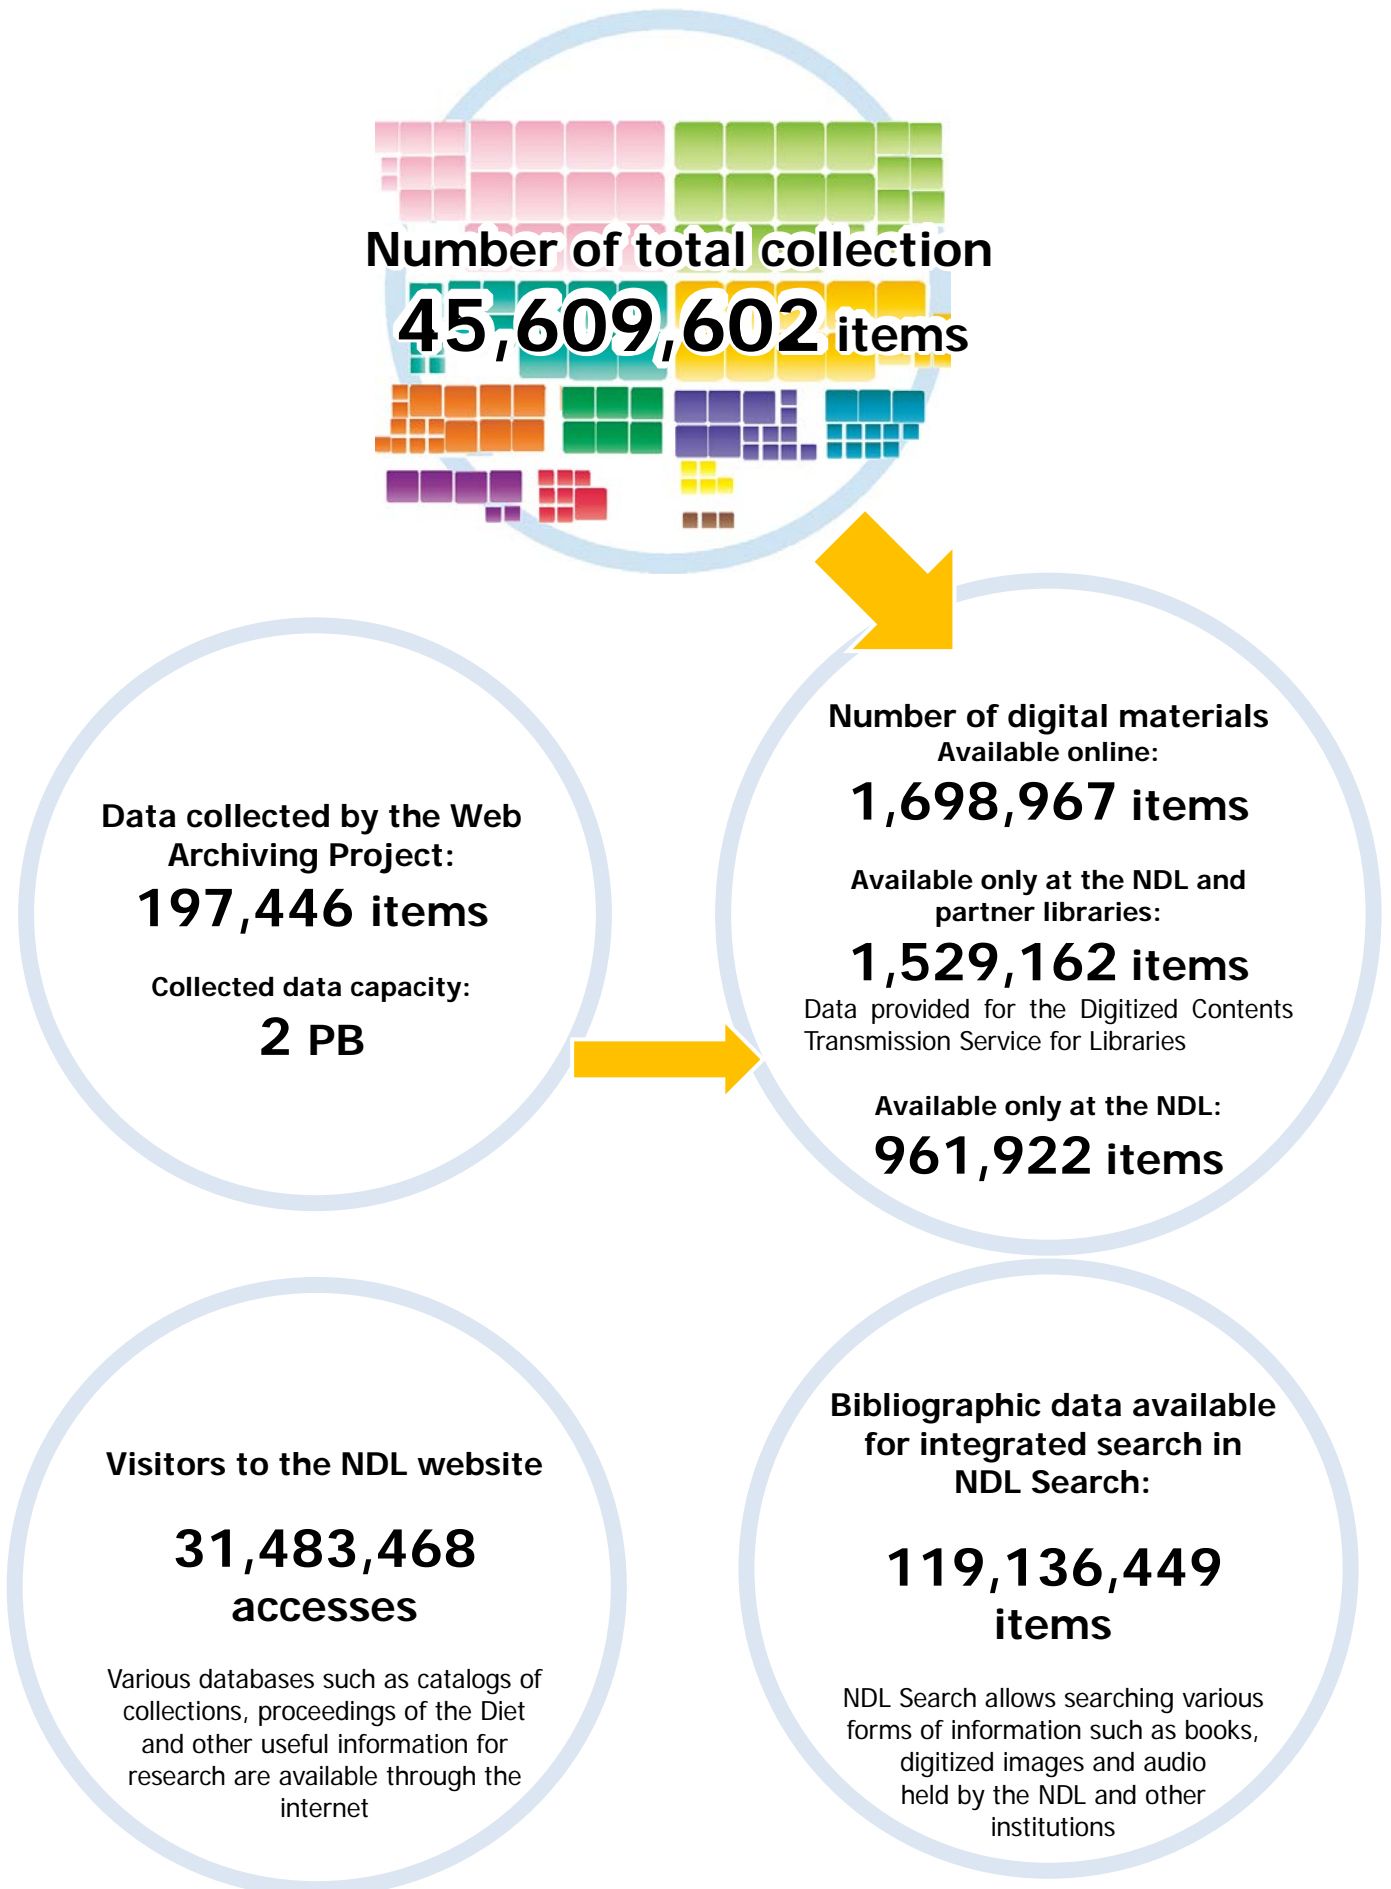 Number of total collection
45,609,602 items
Number of digital materials
Available online:
1,698,967 items
Available only at the NDL and
partner libraries:
1,529,162 items
Data provided for the Digitized Contents
Transmission Service for Libraries
Available only at the NDL:
961,922 items
Data collected by the Web
Archiving Project:
197,446 items
Collected data capacity:
2 PB
Visitors to the NDL website
31,483,468
accesses
Various databases such as catalogs of
collections, proceedings of the Diet
and other useful information for
research are available through the
internet
Bibliographic data available
for integrated search in
NDL Search:
119,136,449
items
NDL Search allows searching various
forms of information such as books,
digitized images and audio
held by the NDL and other
institutions